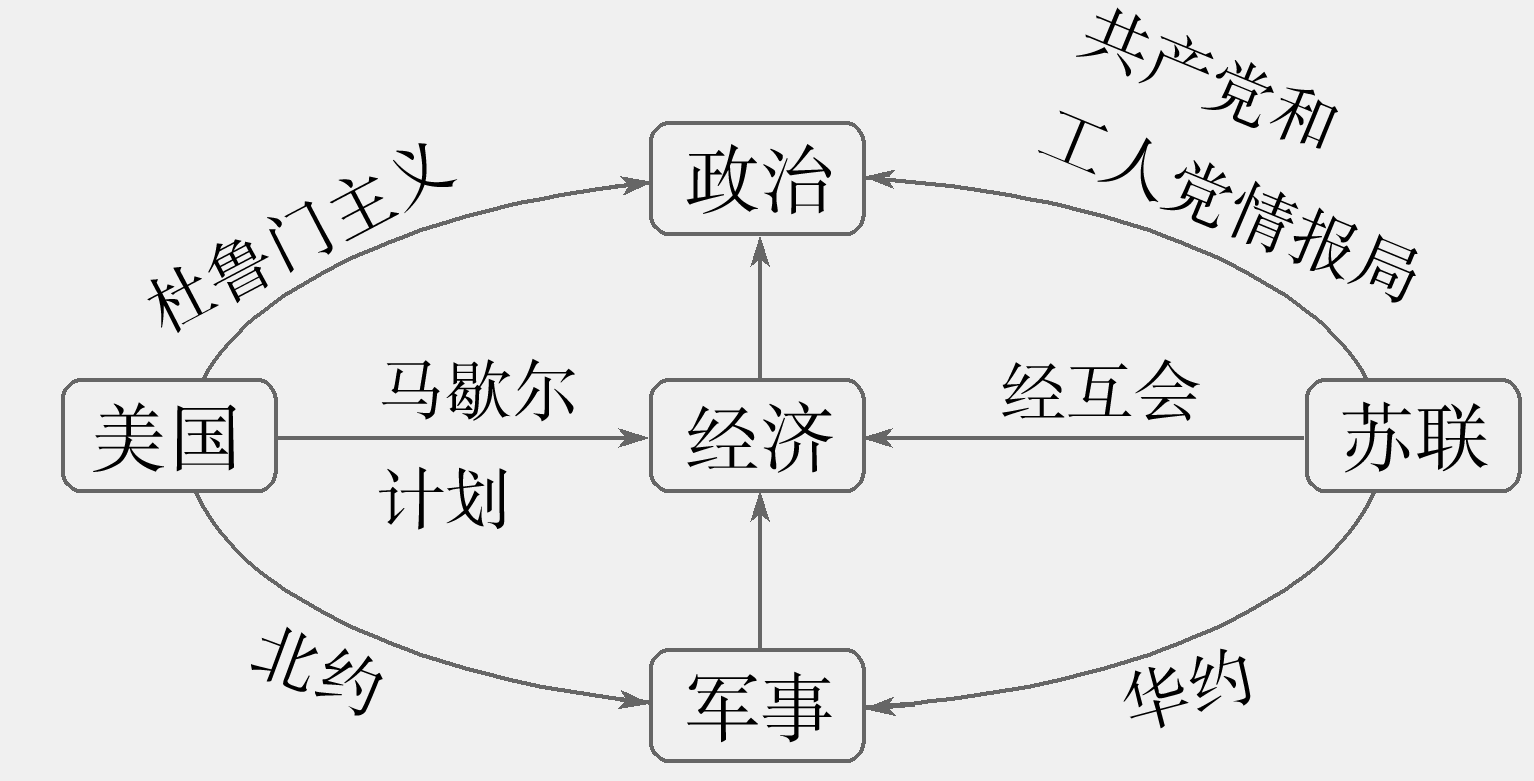 共产党和
工人党情报局
杜鲁门主义
政治
马歇尔
计划
经互会
美国
经济
苏联
北约
华约
军事